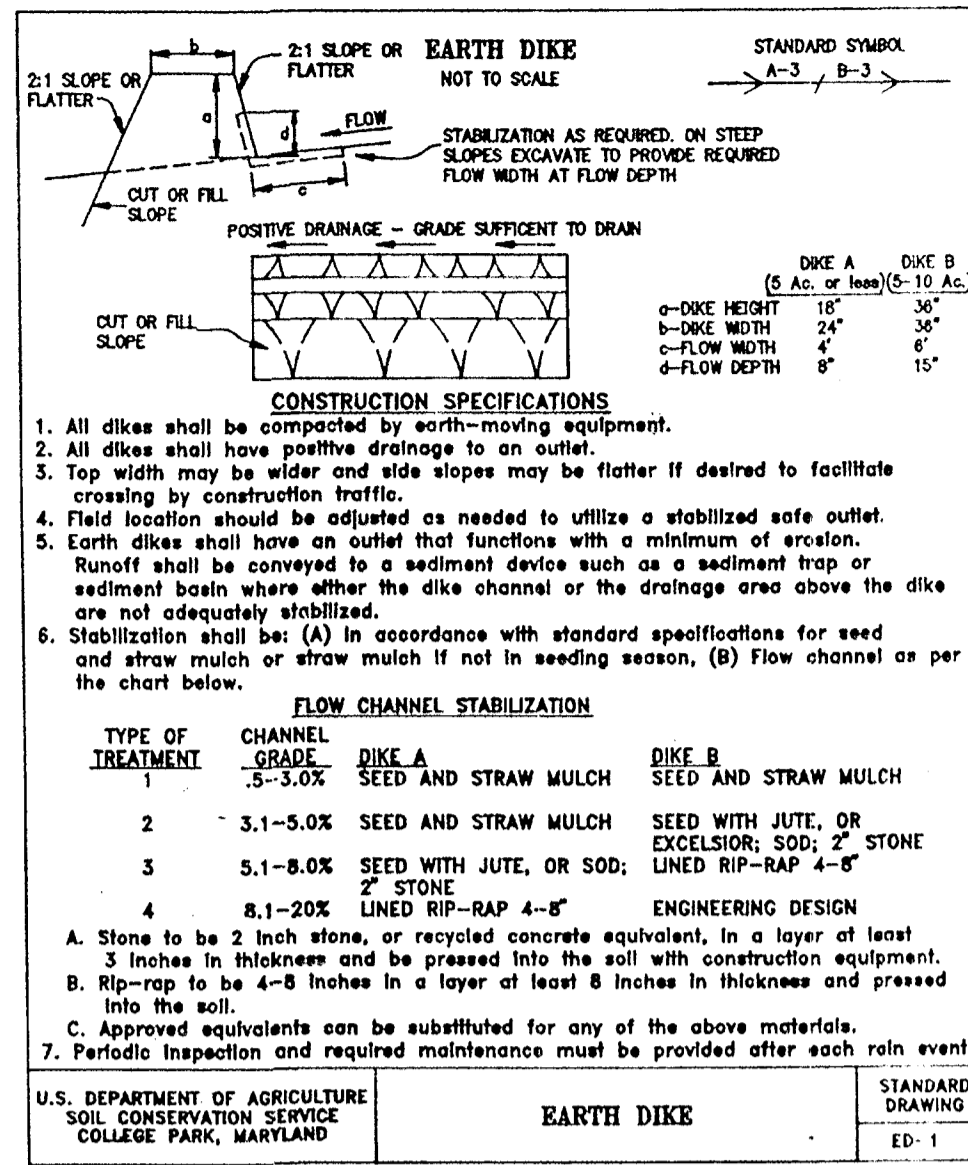 b
2:1 SLOPE OR
FLATTER
EARTH DIKE
NOT TO SCALE
STANDARD SYMBOL
A-3 / B-3
2:1 SLOPE OR
FLATTER
a
d
FLOW
c
STABILIZATION AS REQUIRED. ON STEEP
SLOPES EXCAVATE TO PROVIDE REQUIRED
FLOW WIDTH AT FLOW DEPTH
CUT OR FILL
SLOPE
POSITIVE DRAINAGE - GRADE SUFFICENT TO DRAIN
CUT OR FILL
SLOPE
DIKE A DIKE B
(5 Ac. or less) (5-10 Ac.)
a-DIKE HEIGHT 18" 36"
b-DIKE WIDTH 24" 36"
c-FLOW WIDTH 4' 6'
d-FLOW DEPTH 8" 15"
CONSTRUCTION SPECIFICATIONS
1. All dikes shall be compacted by earth-moving equipment.
2. All dikes shall have positive drainage to an outlet.
3. Top width may be wider and side slopes may be flatter if desired to facilitate
crossing by construction traffic.
4. Field location should be adjusted as needed to utilize a stabilized safe outlet.
5. Earth dikes shall have an outlet that functions with a minimum of erosion.
Runoff shall be conveyed to a sediment device such as a sediment trap or
sediment basin where either the dike channel or the drainage area above the dike
are not adequately stabilized.
6. Stabilization shall be: (A) In accordance with standard specifications for seed
and straw mulch or straw mulch if not in seeding season, (B) Flow channel as per
the chart below.
FLOW CHANNEL STABILIZATION
TYPE OF CHANNEL
TREATMENT GRADE DIKE A DIKE B
1 .5-3.0% SEED AND STRAW MULCH SEED AND STRAW MULCH
2 3.1-5.0% SEED AND STRAW MULCH SEED WITH JUTE, OR
EXCELSIOR; SOD; 2" STONE
3 5.1-8.0% SEED WITH JUTE, OR SOD; LINED RIP-RAP 4-8"
2" STONE
4 8.1-20% LINED RIP-RAP 4-8" ENGINEERING DESIGN
A. Stone to be 2 inch stone, or recycled concrete equivalent, in a layer at least
3 inches in thickness and be pressed into the soil with construction equipment.
B. Rip-rap to be 4-8 inches in a layer at least 8 inches in thickness and pressed
into the soil.
C. Approved equivalents can be substituted for any of the above materials.
7. Periodic inspection and required maintenance must be provided after each rain event
U.S. DEPARTMENT OF AGRICULTURE
SOIL CONSERVATION SERVICE
COLLEGE PARK, MARYLAND
EARTH DIKE
STANDARD
DRAWING
ED-1